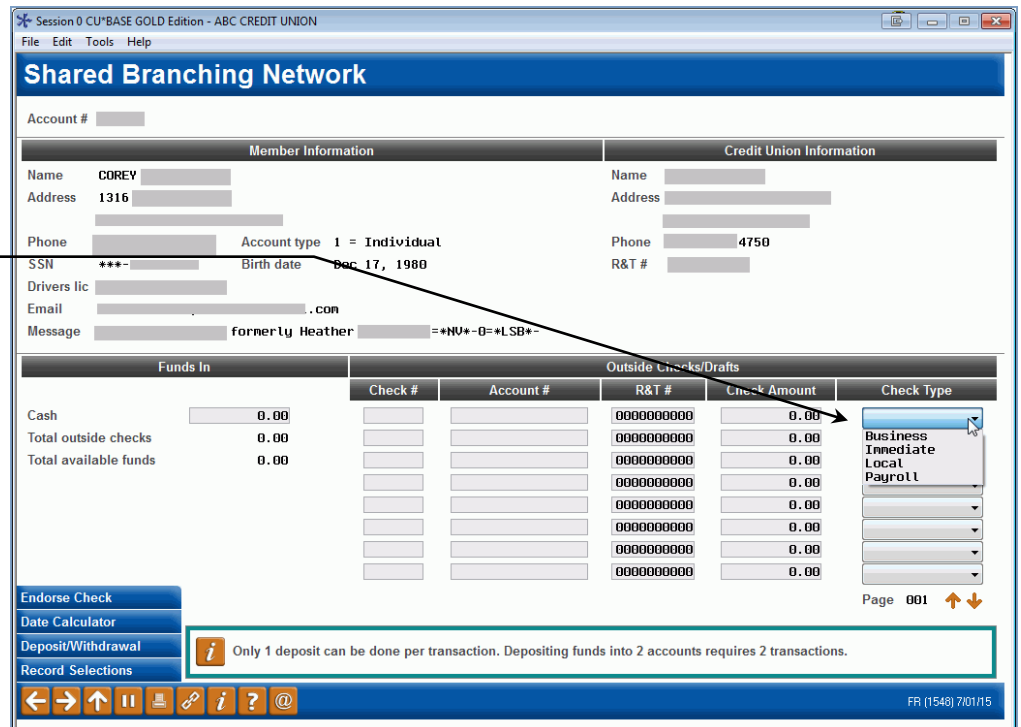 Session 0 CU*BASE GOLD Edition - ABC CREDIT UNION
File Edit Tools Help
Shared Branching Network
Account #
Member Information Credit Union Information
Name COREY Name
Address 1316 Address
Phone Account type 1 = Individual Phone 4750
SSN ***- Birth date Dec 17, 1980 R&T #
Drivers lic
Email .com
Message formerly Heather =*NV*-0=*LSB*-
Funds In Outside Checks/Drafts
Check # Account # R&T # Check Amount Check Type
Cash 0.00 0000000000 0.00
Total outside checks 0.00 0000000000 0.00 Business
Immediate
Total available funds 0.00 0000000000 0.00 Local
Payroll
0000000000 0.00
0000000000 0.00
0000000000 0.00
0000000000 0.00
0000000000 0.00
Endorse Check
Page 001
Date Calculator
Deposit/Withdrawal
Only 1 deposit can be done per transaction. Depositing funds into 2 accounts requires 2 transactions.
Record Selections
FR (1548) 7/01/15